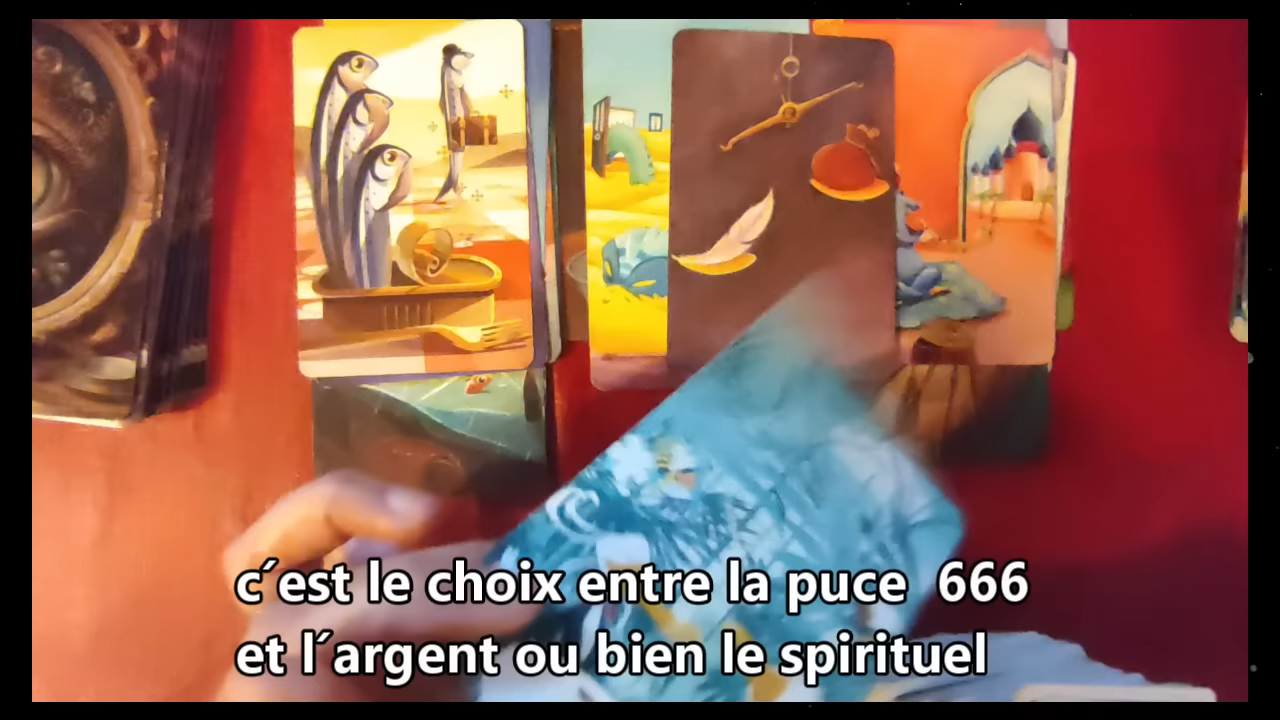 c´est le choix entre la puce  666
et l´argent ou bien le spirituel